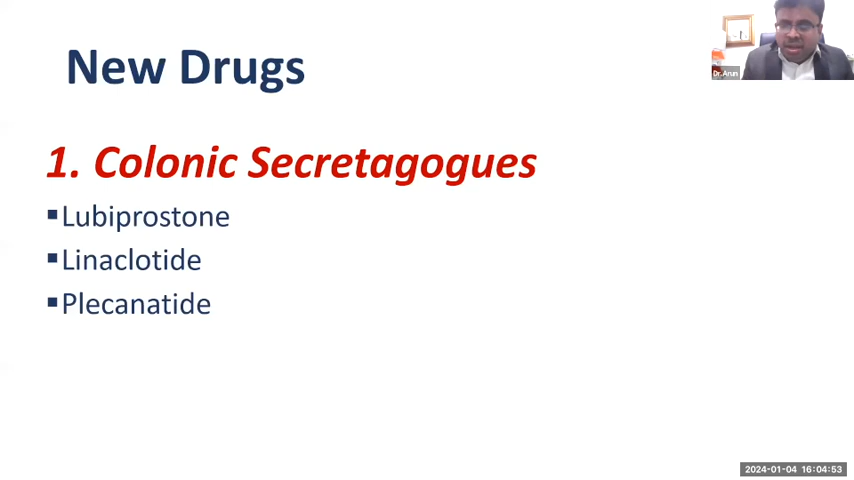 New Drugs
Dr.Arun
1. Colonic Secretagogues
▪Lubiprostone
▪Linaclotide
▪Plecanatide
2024-01-04 16:04:53